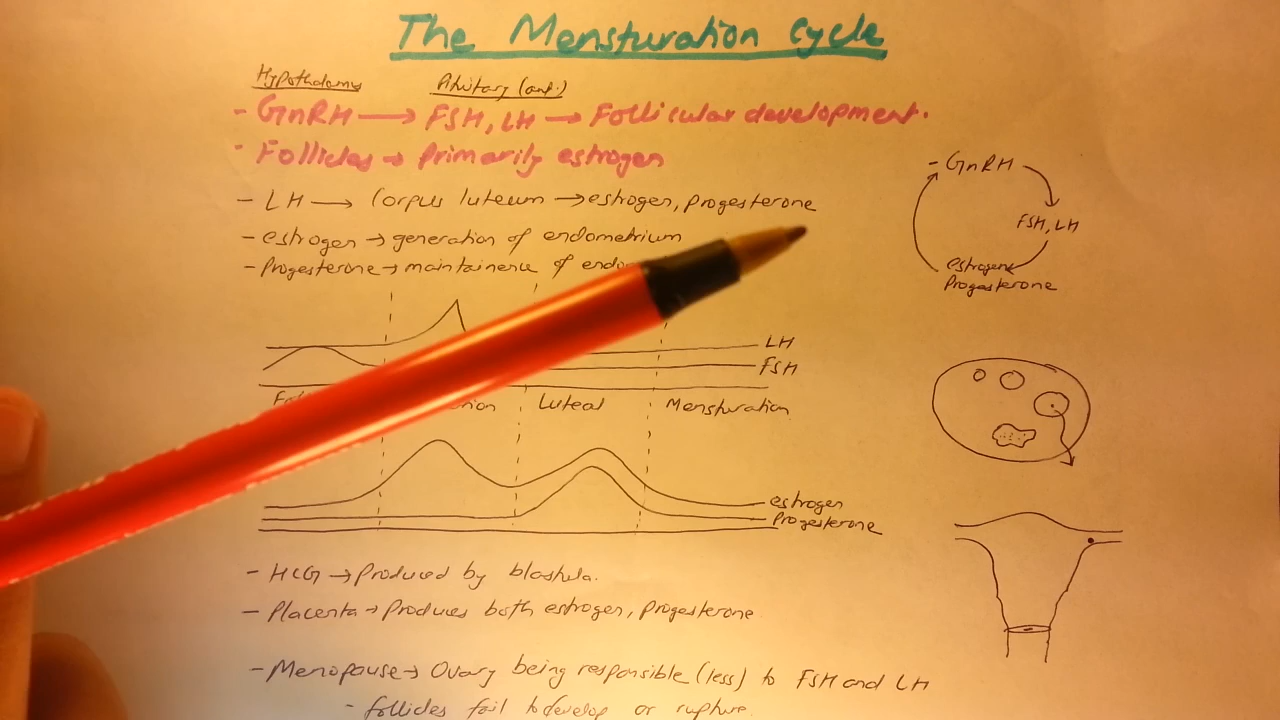 The Mensturation cycle
Hypothalamus Pituitary (ant.)
- GnRH → FSH, LH → Follicular development.
- Follicles → Primarily estrogen
- LH → Corpus luteum → estrogen, progesterone
- estrogen → generation of endometrium
- Progesterone → maintainence of
LH
FSH
Luteal Mensturation
estrogen
Progesterone
- HCG → Produced by
- Placenta → Produces both estrogen, progesterone
- Menopause → Ovary being responsible (less) to FSH and LH
- follicles fail to develop or rupture.
- GnRH
FSH, LH
estrogen
Progesterone